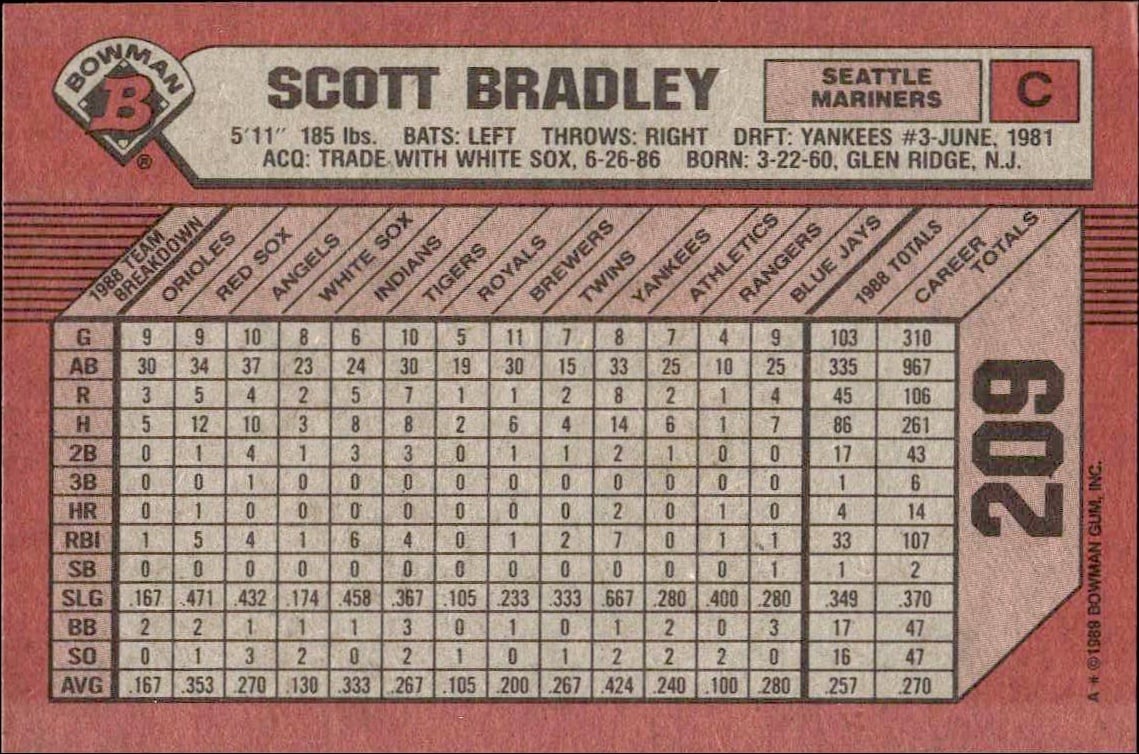 BOWMAN
B
®
SCOTT BRADLEY
SEATTLE
MARINERS
C
5'11" 185 lbs. BATS: LEFT THROWS: RIGHT DRFT: YANKEES #3-JUNE, 1981
ACQ: TRADE WITH WHITE SOX, 6-26-86 BORN: 3-22-60, GLEN RIDGE, N.J.
1988 TEAM BREAKDOWN ORIOLES RED SOX ANGELS WHITE SOX INDIANS TIGERS ROYALS BREWERS TWINS YANKEES ATHLETICS RANGERS BLUE JAYS 1988 TOTALS CAREER TOTALS
G 9 9 10 8 6 10 5 11 7 8 7 4 9 103 310
AB 30 34 37 23 24 30 19 30 15 33 25 10 25 335 967
R 3 5 4 2 5 7 1 1 2 8 2 1 4 45 106
H 5 12 10 3 8 8 2 6 4 14 6 1 7 86 261
2B 0 1 4 1 3 3 0 1 1 2 1 0 0 17 43
3B 0 0 1 0 0 0 0 0 0 0 0 0 0 1 6
HR 0 1 0 0 0 0 0 0 0 2 0 1 0 4 14
RBI 1 5 4 1 6 4 0 1 2 7 0 1 1 33 107
SB 0 0 0 0 0 0 0 0 0 0 0 0 1 1 2
SLG .167 .471 .432 .174 .458 .367 .105 .233 .333 .667 .280 .400 .280 .349 .370
BB 2 2 1 1 1 3 0 1 0 1 2 0 3 17 47
SO 0 1 3 2 0 2 1 0 1 2 2 2 0 16 47
AVG .167 .353 .270 .130 .333 .267 .105 .200 .267 .424 .240 .100 .280 .257 .270
209
A * ©1989 BOWMAN GUM, INC.